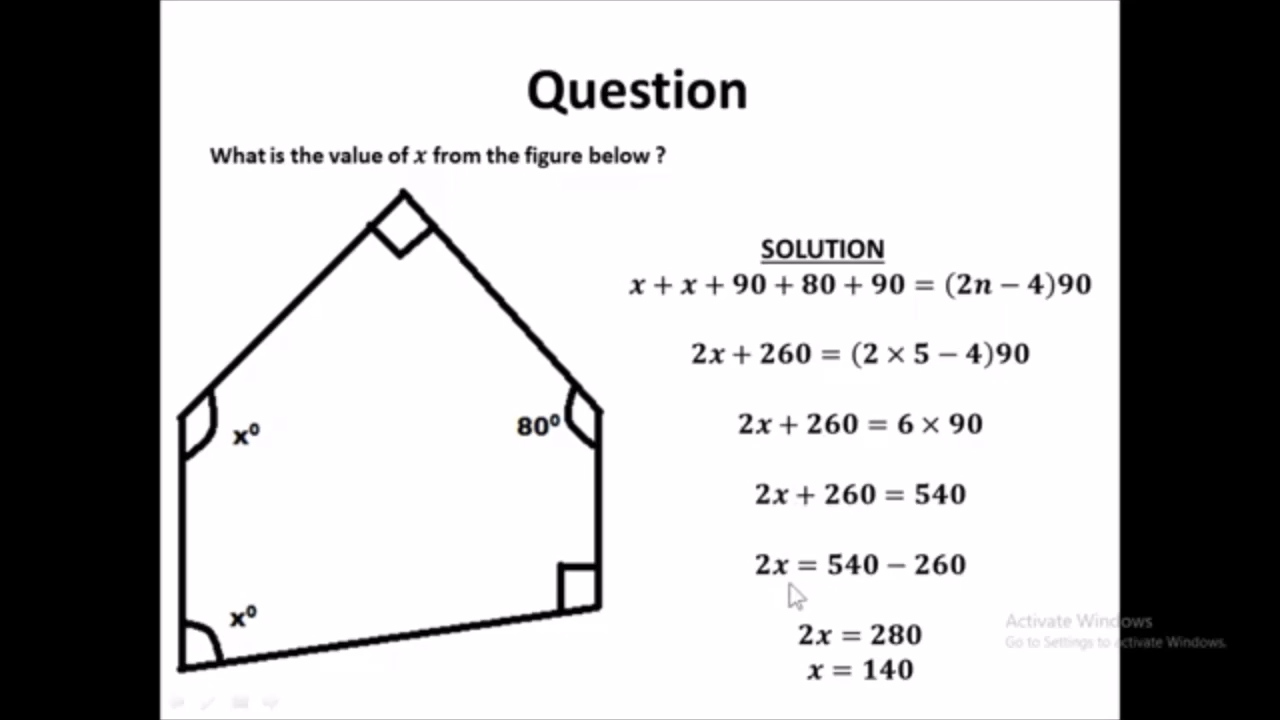 Question
What is the value of x from the figure below ?
SOLUTION
x + x + 90 + 80 + 90 = (2n − 4)90
2x + 260 = (2 × 5 − 4)90
2x + 260 = 6 × 90
2x + 260 = 540
2x = 540 − 260
2x = 280
x = 140
x⁰
80⁰
x⁰
Activate Windows
Go to Settings to activate Windows.